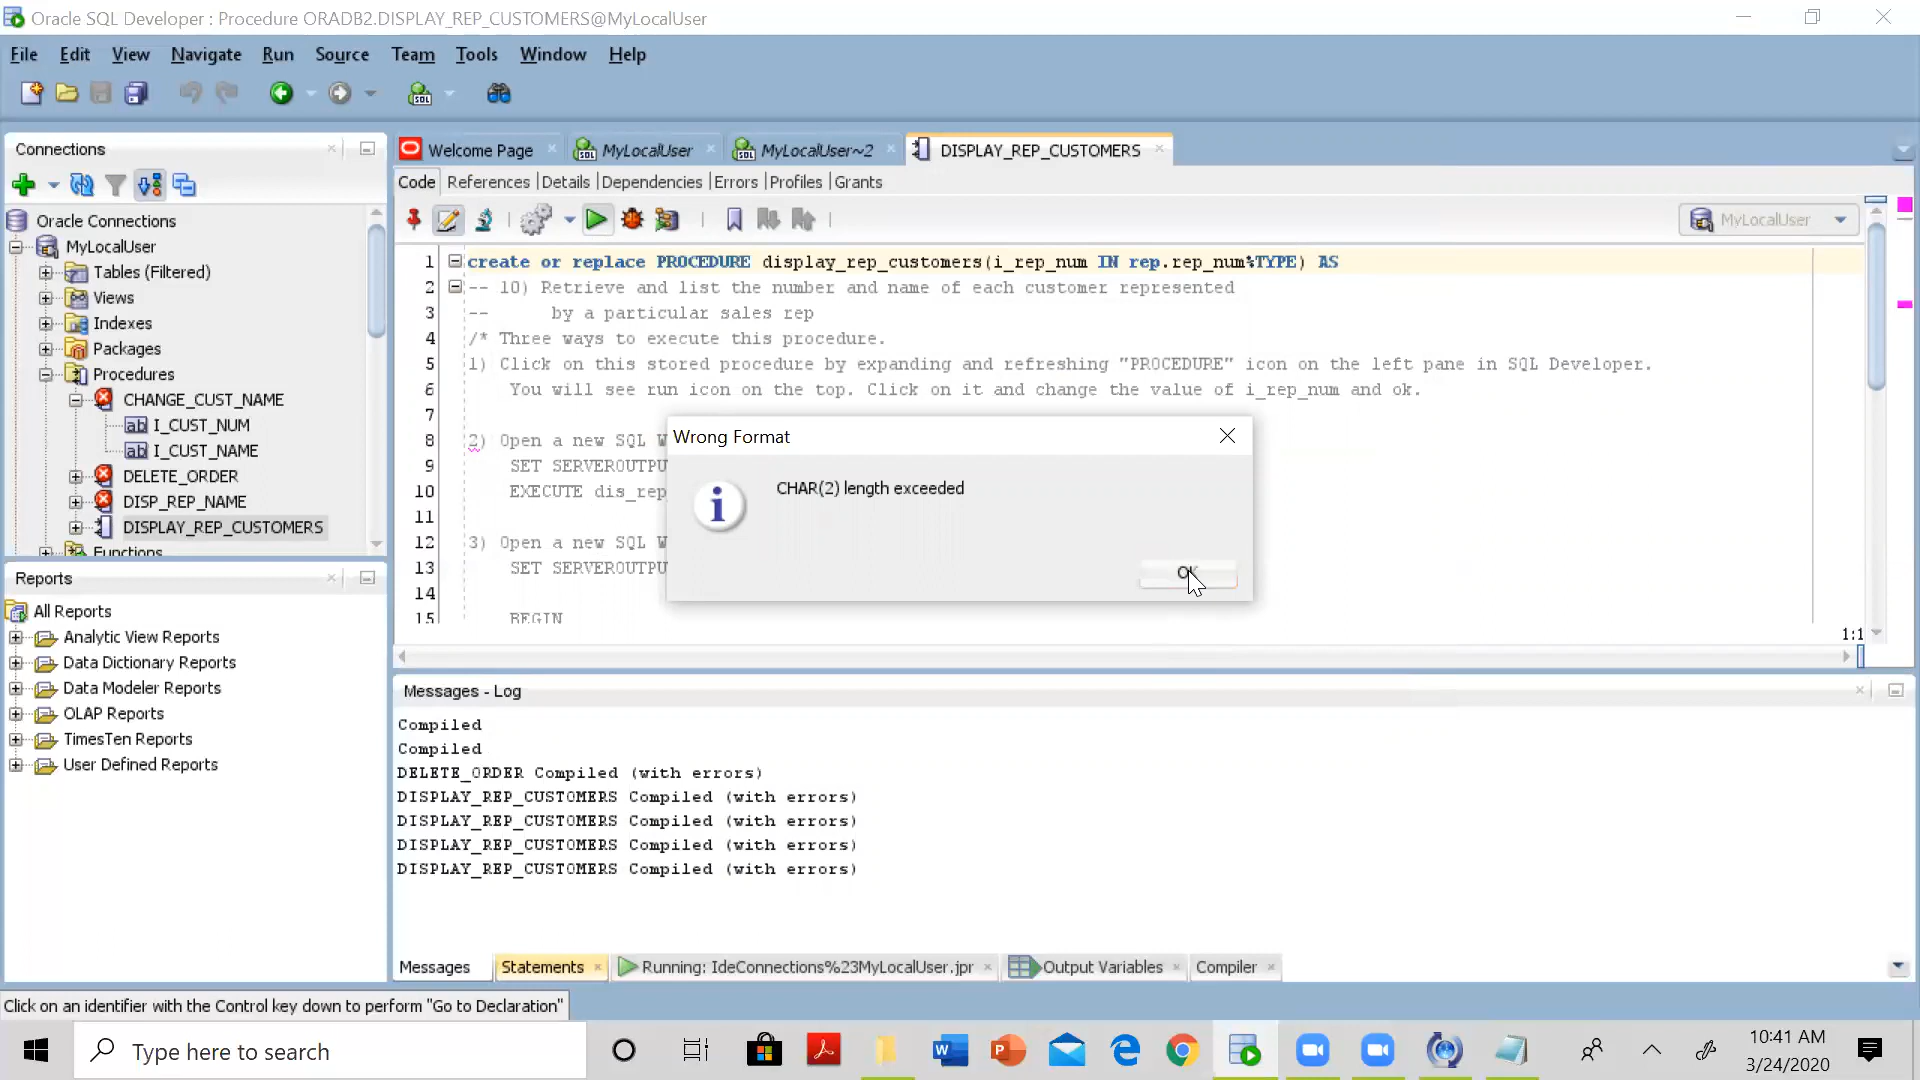 Oracle SQL Developer : Procedure ORADB2.DISPLAY_REP_CUSTOMERS@MyLocalUser
File Edit View Navigate Run Source Team Tools Window Help
Connections
Oracle Connections
MyLocalUser
Tables (Filtered)
Views
Indexes
Packages
Procedures
CHANGE_CUST_NAME
I_CUST_NUM
I_CUST_NAME
DELETE_ORDER
DISP_REP_NAME
DISPLAY_REP_CUSTOMERS
Functions
Reports
All Reports
Analytic View Reports
Data Dictionary Reports
Data Modeler Reports
OLAP Reports
TimesTen Reports
User Defined Reports
Welcome Page MyLocalUser MyLocalUser~2 DISPLAY_REP_CUSTOMERS
Code References Details Dependencies Errors Profiles Grants
MyLocalUser
1 create or replace PROCEDURE display_rep_customers(i_rep_num IN rep.rep_num%TYPE) AS
2 -- 10) Retrieve and list the number and name of each customer represented
3 -- by a particular sales rep
4 /* Three ways to execute this procedure.
5 1) Click on this stored procedure by expanding and refreshing "PROCEDURE" icon on the left pane in SQL Developer.
6 You will see run icon on the top. Click on it and change the value of i_rep_num and ok.
7
8 2) Open a new SQL W
9 SET SERVEROUTPU
10 EXECUTE dis_rep
11
12 3) Open a new SQL W
13 SET SERVEROUTPU
14
15 BEGIN
1:1
Wrong Format
CHAR(2) length exceeded
OK
Messages - Log
Compiled
Compiled
DELETE_ORDER Compiled (with errors)
DISPLAY_REP_CUSTOMERS Compiled (with errors)
DISPLAY_REP_CUSTOMERS Compiled (with errors)
DISPLAY_REP_CUSTOMERS Compiled (with errors)
DISPLAY_REP_CUSTOMERS Compiled (with errors)
Messages Statements Running: IdeConnections%23MyLocalUser.jpr Output Variables Compiler
Click on an identifier with the Control key down to perform "Go to Declaration"
Type here to search
10:41 AM
3/24/2020